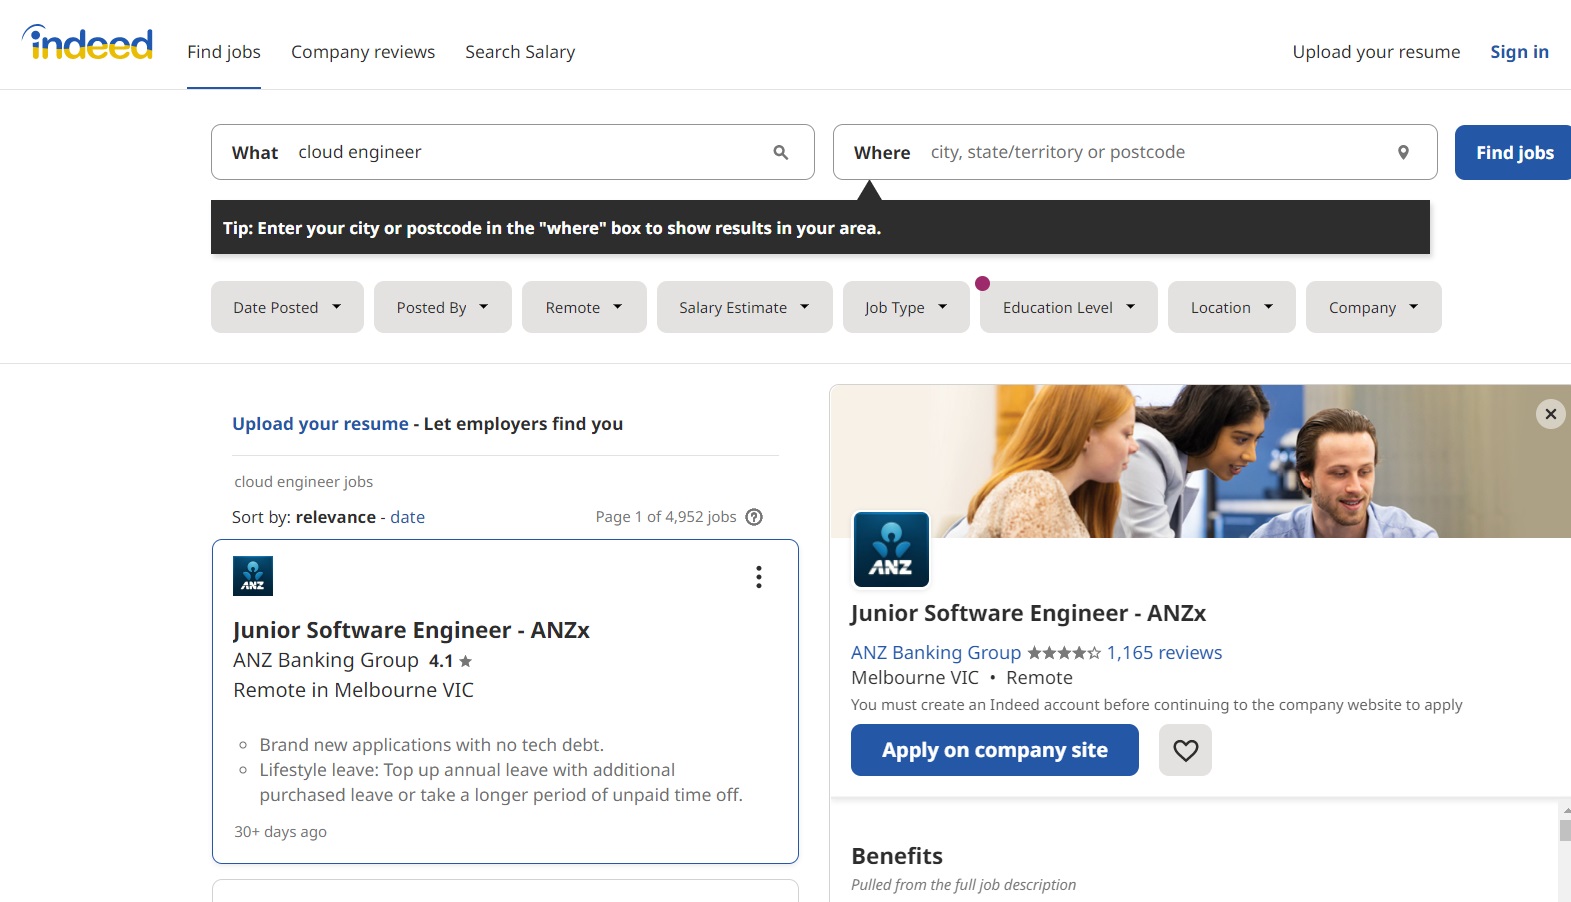 indeed
Find jobs
Company reviews
Search Salary
Upload your resume
Sign in
What cloud engineer
Where city, state/territory or postcode
Find jobs
Tip: Enter your city or postcode in the "where" box to show results in your area.
Date Posted
Posted By
Remote
Salary Estimate
Job Type
Education Level
Location
Company
Upload your resume - Let employers find you
cloud engineer jobs
Sort by: relevance - date
Page 1 of 4,952 jobs
ANZ
Junior Software Engineer - ANZx
ANZ Banking Group 4.1
Remote in Melbourne VIC
Brand new applications with no tech debt.
Lifestyle leave: Top up annual leave with additional
purchased leave or take a longer period of unpaid time off.
30+ days ago
ANZ
Junior Software Engineer - ANZx
ANZ Banking Group ★★★★☆ 1,165 reviews
Melbourne VIC • Remote
You must create an Indeed account before continuing to the company website to apply
Apply on company site
Benefits
Pulled from the full job description